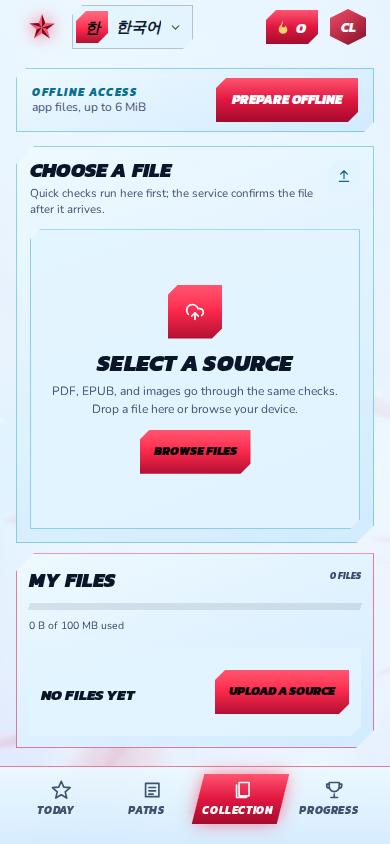 한 한국어
0
CL
OFFLINE ACCESS
app files, up to 6 MiB
PREPARE OFFLINE
CHOOSE A FILE
Quick checks run here first; the service confirms the file
after it arrives.
SELECT A SOURCE
PDF, EPUB, and images go through the same checks.
Drop a file here or browse your device.
BROWSE FILES
MY FILES
0 FILES
0 B of 100 MB used
NO FILES YET
UPLOAD A SOURCE
TODAY
PATHS
COLLECTION
PROGRESS